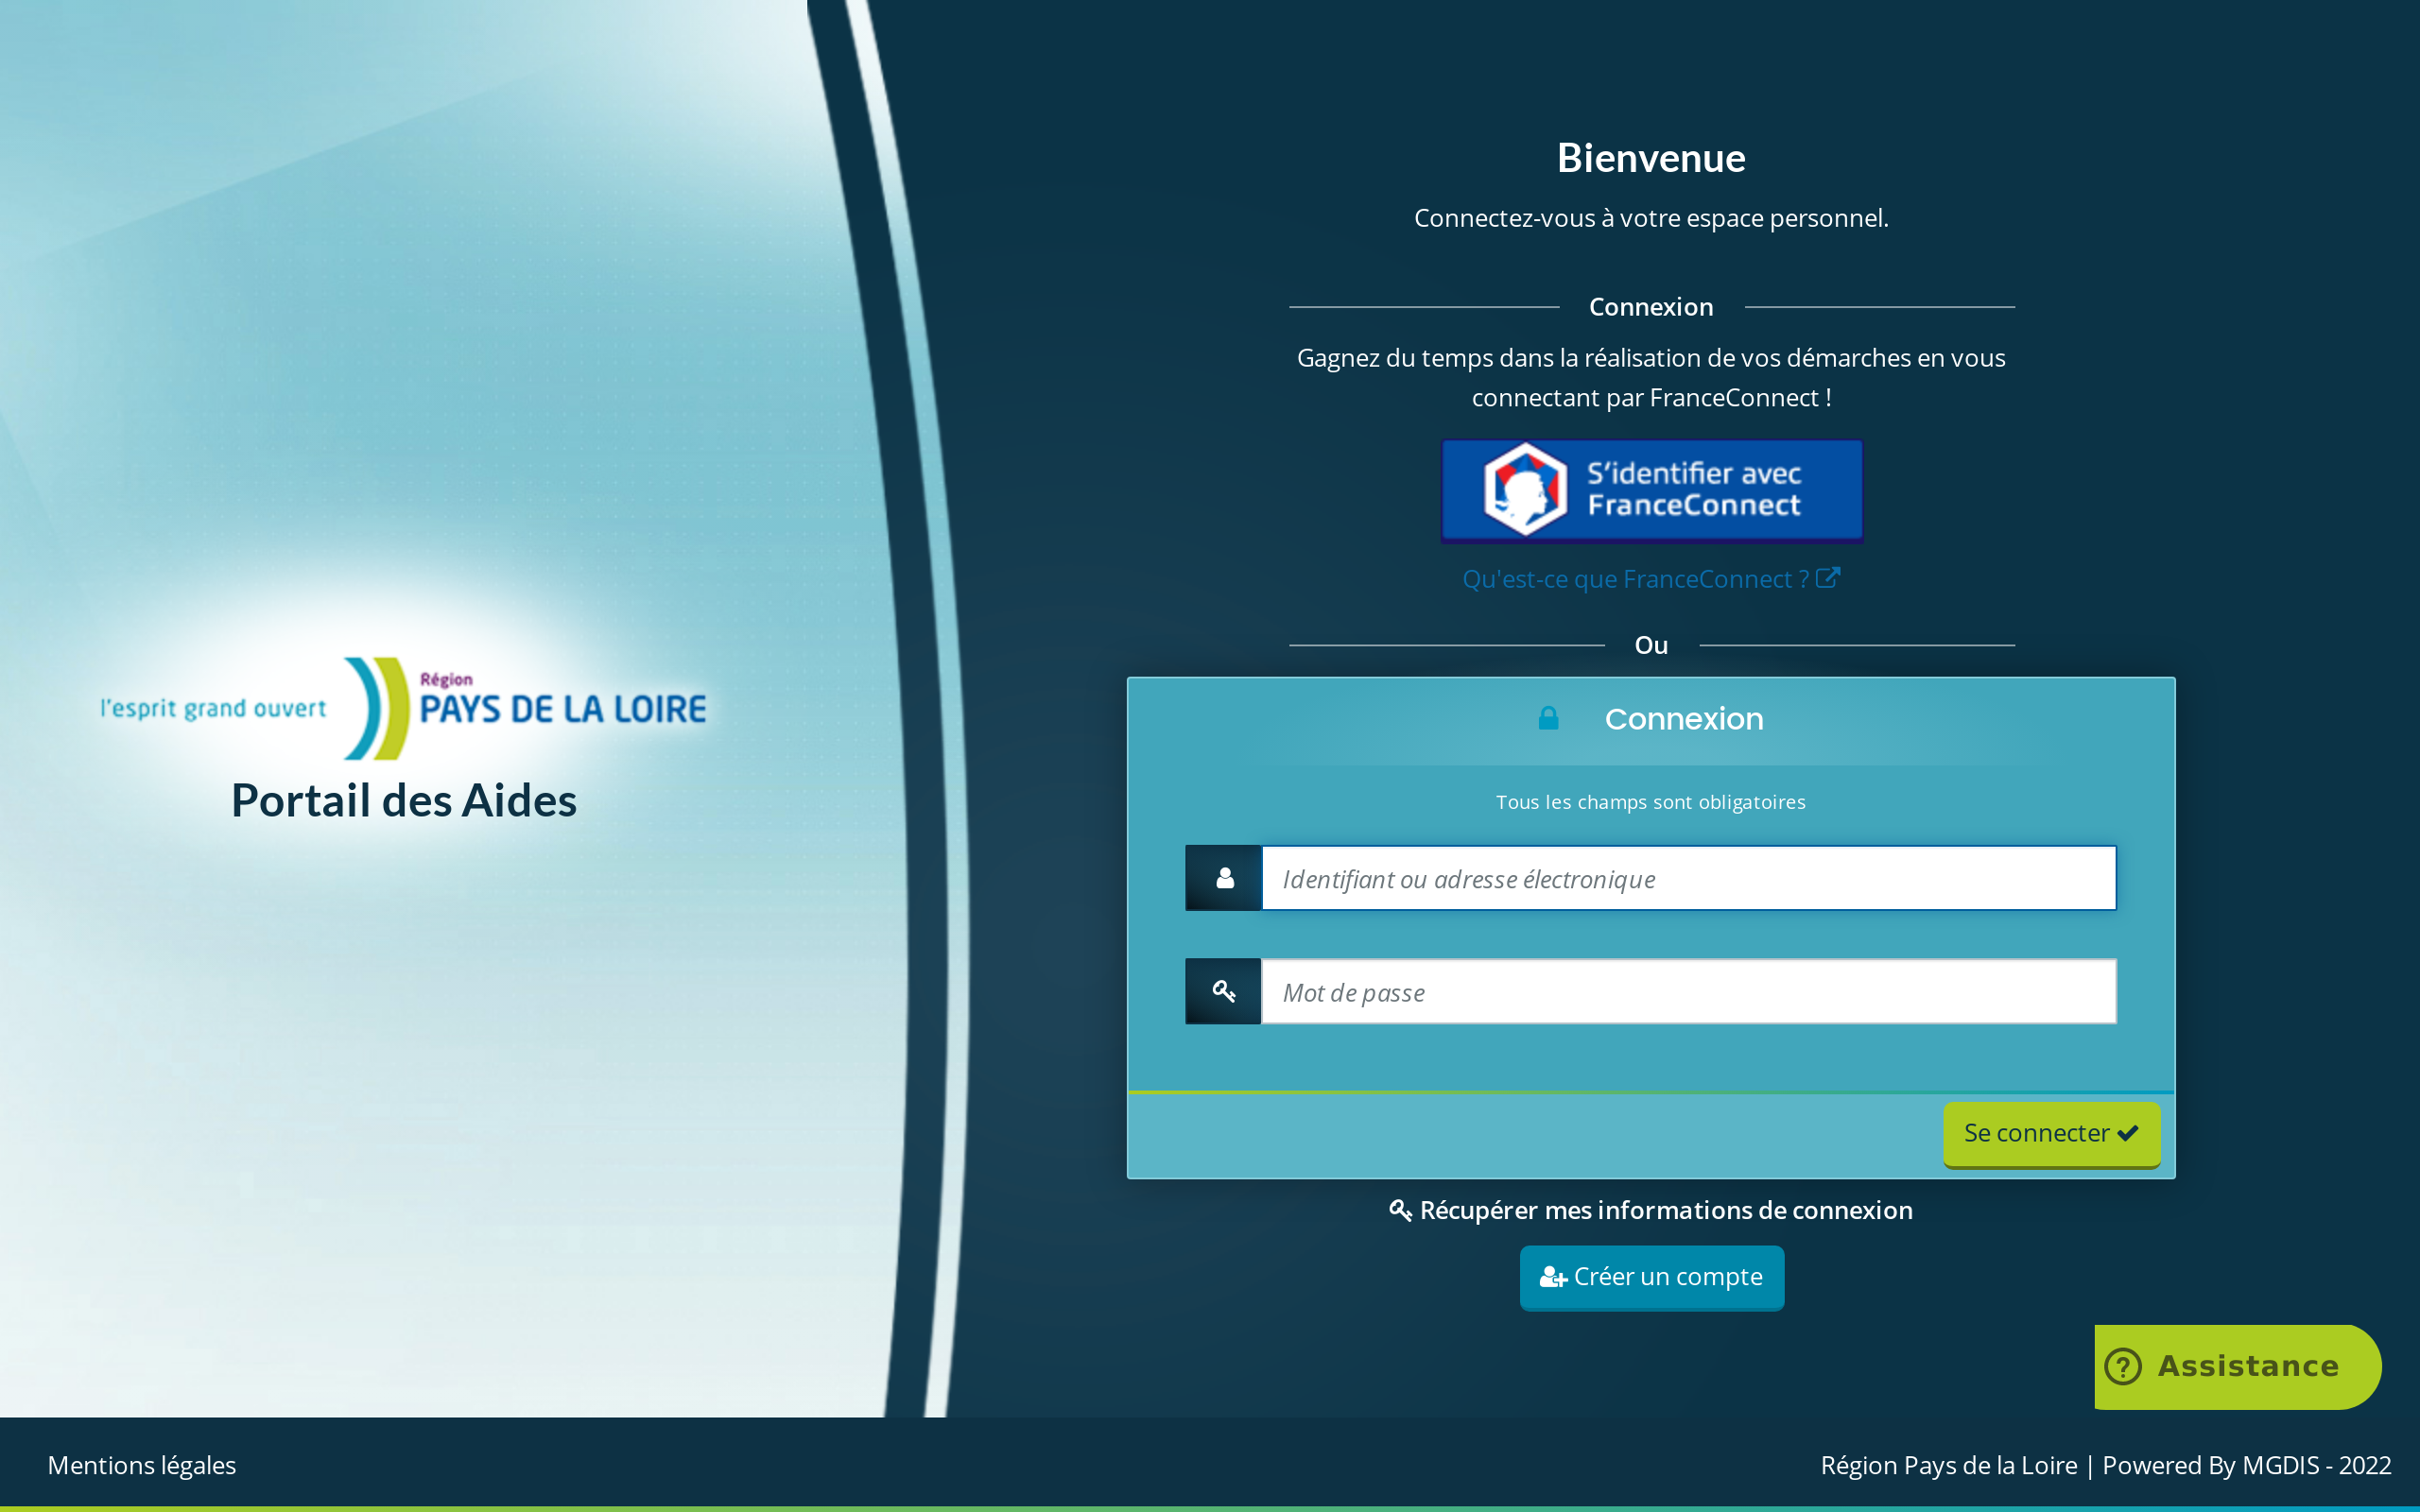 l'esprit grand ouvert
Région
PAYS DE LA LOIRE
Portail des Aides
Bienvenue
Connectez-vous à votre espace personnel.
Connexion
Gagnez du temps dans la réalisation de vos démarches en vous
connectant par FranceConnect !
S'identifier avec
FranceConnect
Qu'est-ce que FranceConnect ?
Ou
Connexion
Tous les champs sont obligatoires
Identifiant ou adresse électronique
Mot de passe
Se connecter
Récupérer mes informations de connexion
Créer un compte
Assistance
Mentions légales
Région Pays de la Loire | Powered By MGDIS - 2022